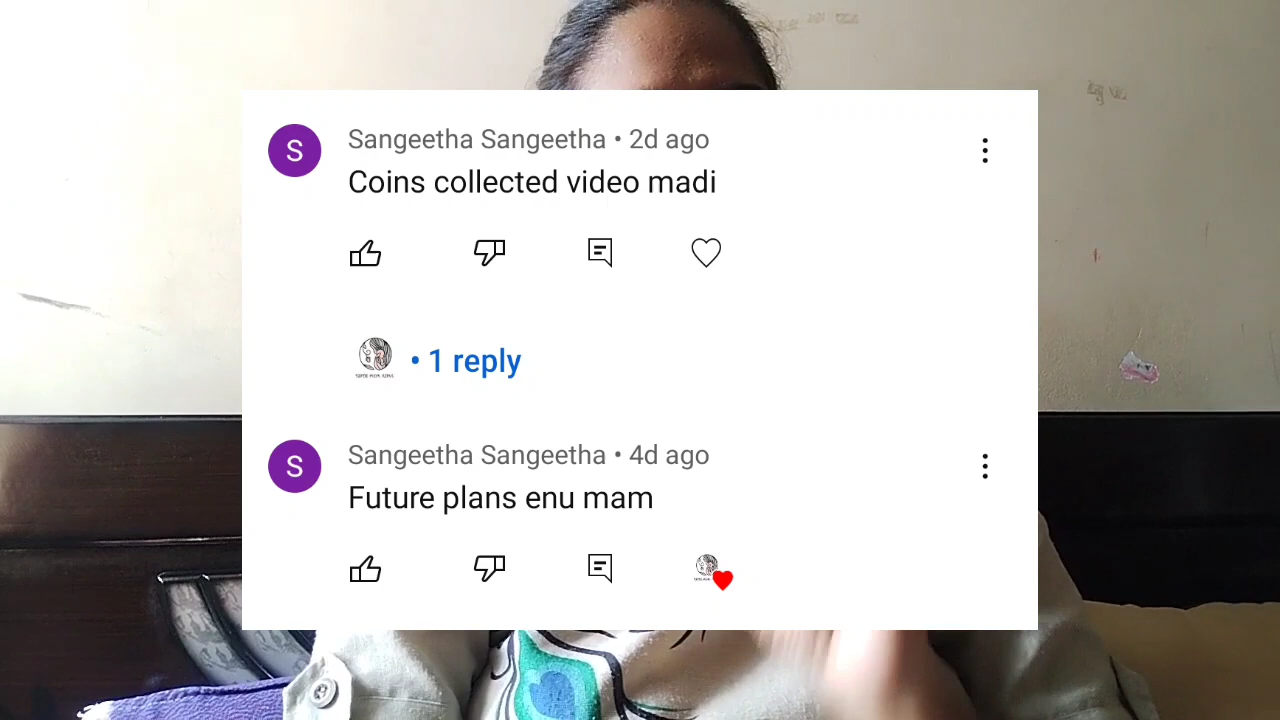 S
Sangeetha Sangeetha • 2d ago
Coins collected video madi
• 1 reply
S
Sangeetha Sangeetha • 4d ago
Future plans enu mam